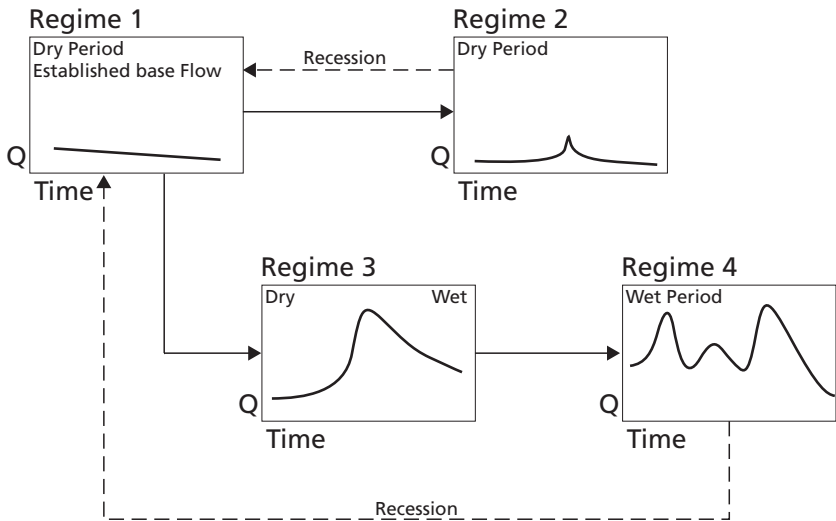 Regime 1
Dry Period
Established base Flow
Q
Time
Recession
Regime 2
Dry Period
Q
Time
Regime 3
Dry Wet
Q
Time
Regime 4
Wet Period
Q
Time
Recession